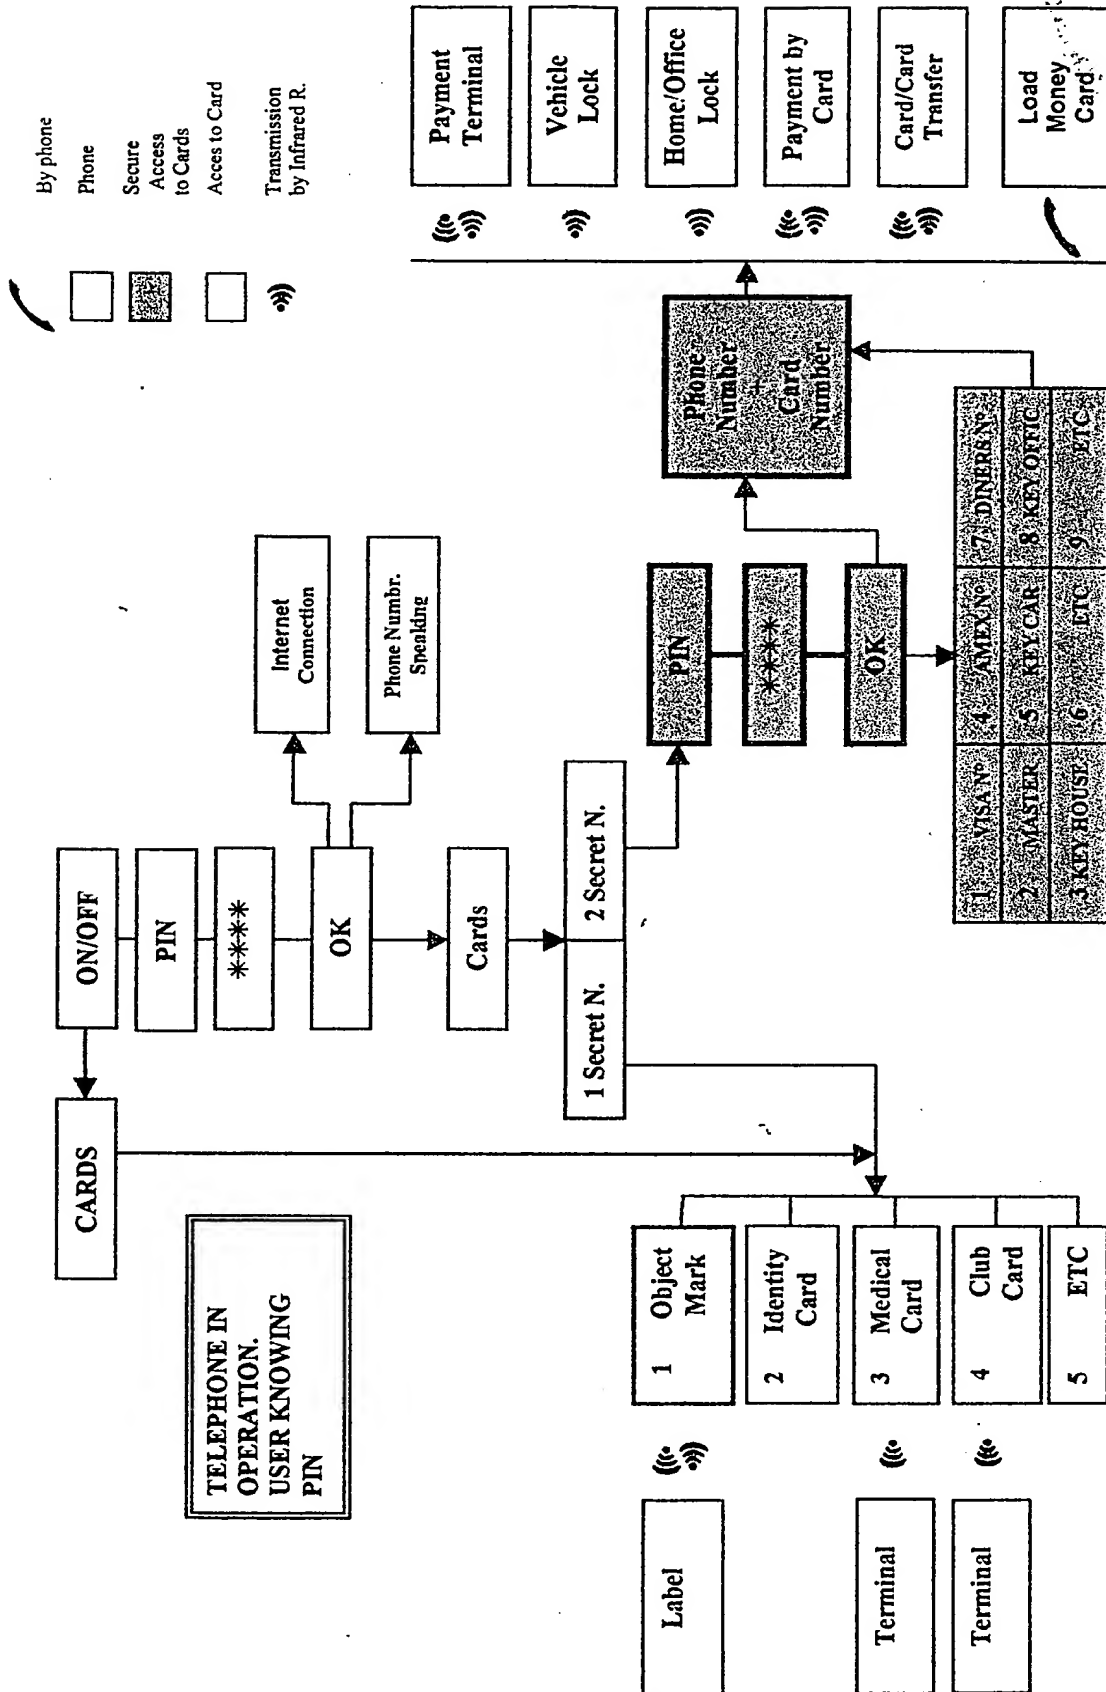 TELEPHONE IN
OPERATION.
USER KNOWING
PIN
CARDS
ON/OFF
PIN
****
OK
Internet
Connection
Phone Numbr.
Speaking
Cards
1 Secret N.
2 Secret N.
By phone
Phone
Secure
Access
to Cards
Acces to Card
Transmission
by Infrared R.
Label
Terminal
Terminal
1 Object
Mark
2 Identity
Card
3 Medical
Card
4 Club
Card
5 ETC
PIN
****
OK
1 VISA Nº
4 AMEX Nº
7 DINERS Nº
2 MASTER
5 KEY CAR
8 KEY OFFIC
3 KEY HOUSE
6 ETC
9 ETC
Phone
Number
+
Card
Number
Payment
Terminal
Vehicle
Lock
Home/Office
Lock
Payment by
Card
Card/Card
Transfer
Load
Money
Card